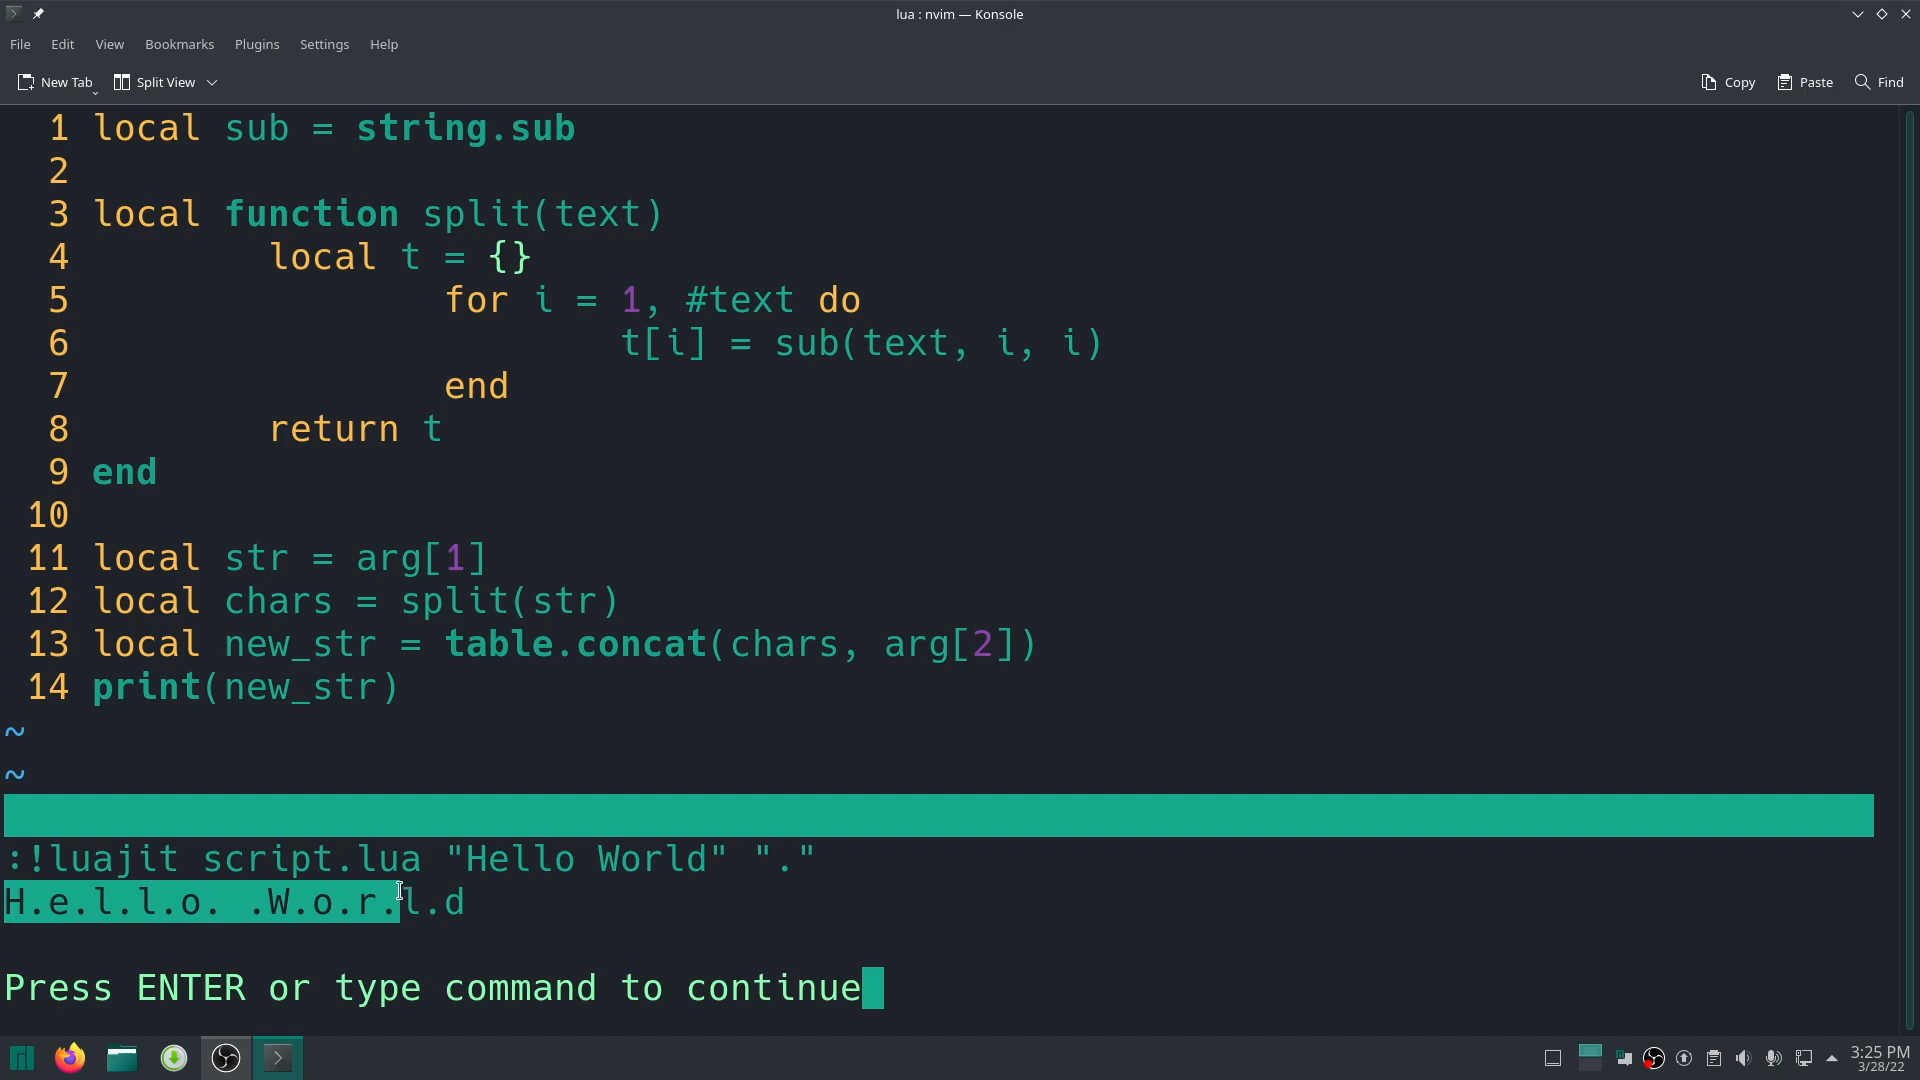 lua : nvim — Konsole
File Edit View Bookmarks Plugins Settings Help
New Tab Split View Copy Paste Find
1 local sub = string.sub
2
3 local function split(text)
4         local t = {}
5                 for i = 1, #text do
6                         t[i] = sub(text, i, i)
7                 end
8         return t
9 end
10
11 local str = arg[1]
12 local chars = split(str)
13 local new_str = table.concat(chars, arg[2])
14 print(new_str)
~
~
:!luajit script.lua "Hello World" "."
H.e.l.l.o. .W.o.r.l.d
Press ENTER or type command to continue
3:25 PM
3/28/22